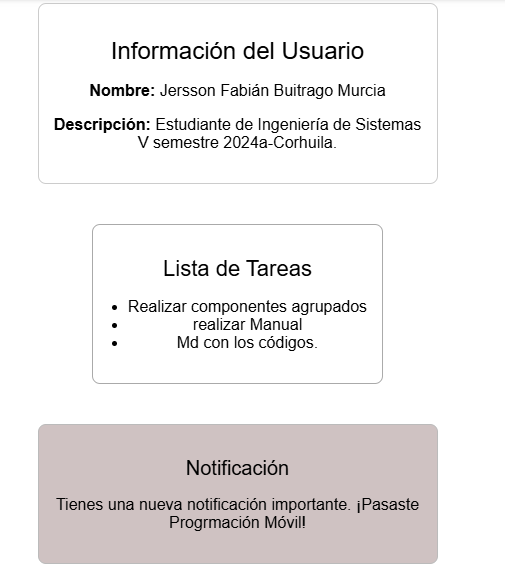 Información del Usuario
Nombre: Jersson Fabián Buitrago Murcia
Descripción: Estudiante de Ingeniería de Sistemas
V semestre 2024a-Corhuila.
Lista de Tareas
• Realizar componentes agrupados
• realizar Manual
• Md con los códigos.
Notificación
Tienes una nueva notificación importante. ¡Pasaste
Progrmación Móvil!